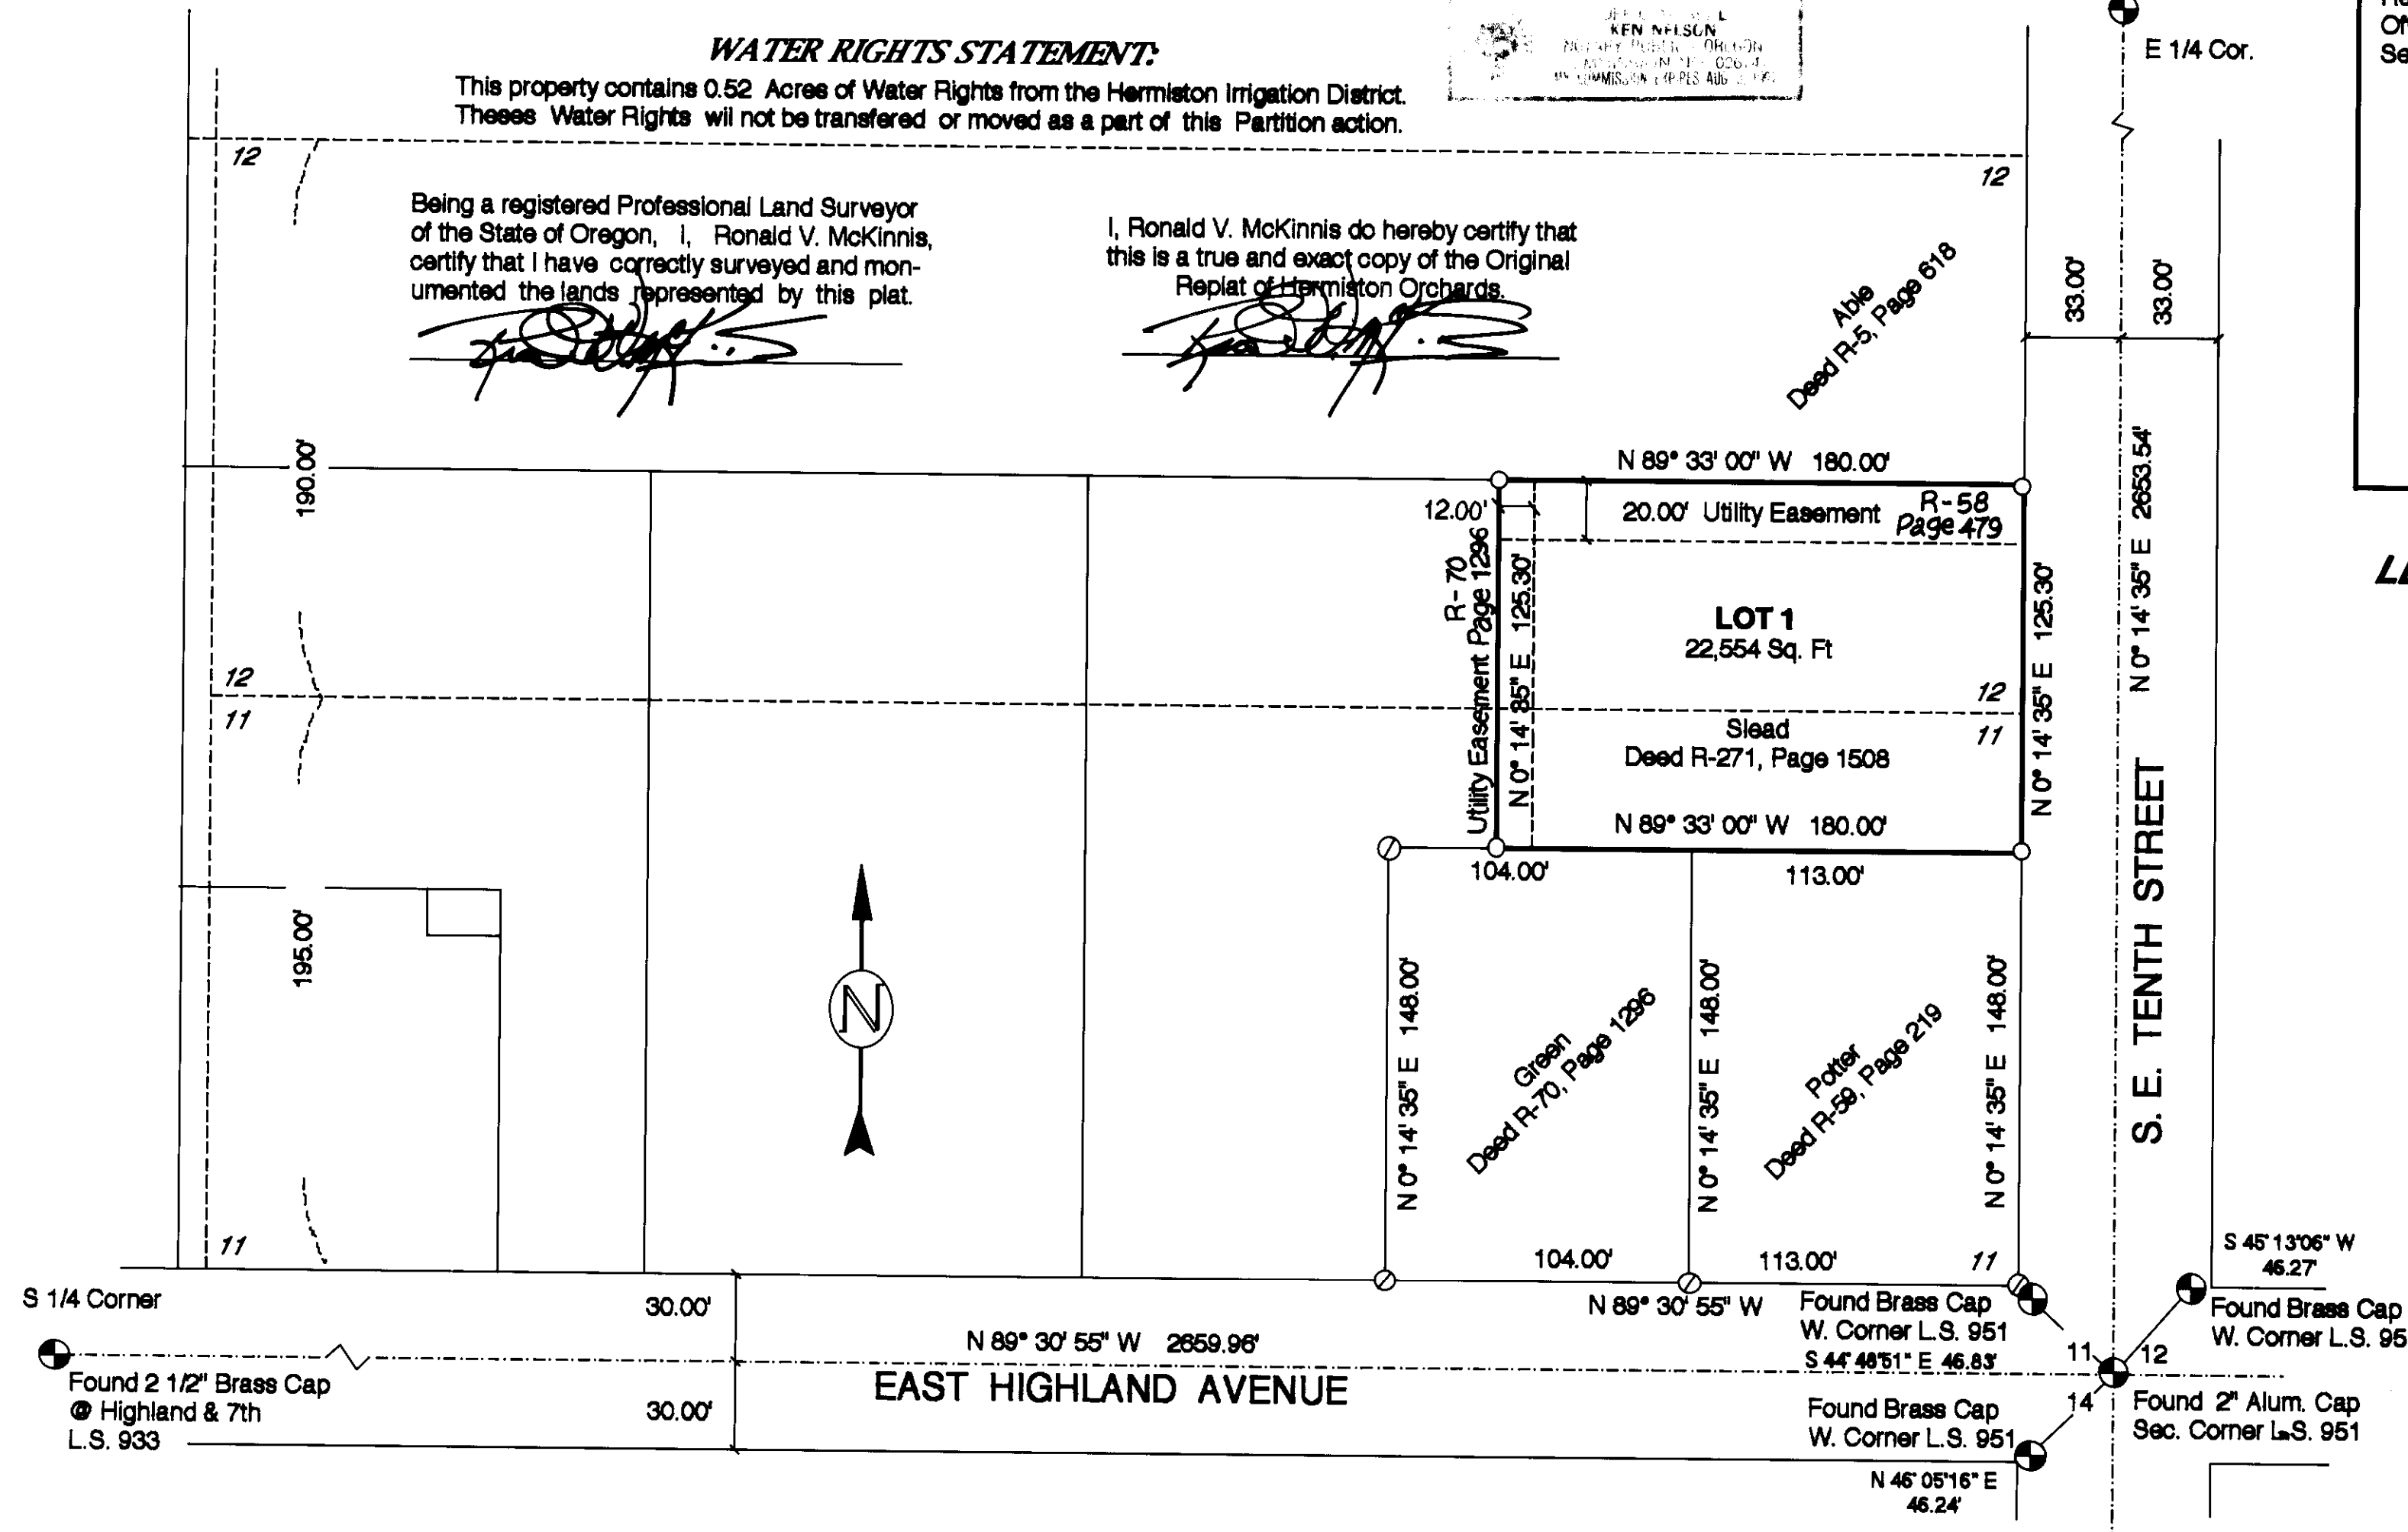 WATER RIGHTS STATEMENT:
This property contains 0.52 Acres of Water Rights from the Hermiston Irrigation District.
Theses Water Rights wil not be transfered or moved as a part of this Partition action.
KEN NELSON
E 1/4 Cor.
12
12
Being a registered Professional Land Surveyor
of the State of Oregon, I, Ronald V. McKinnis,
certify that I have correctly surveyed and mon-
umented the lands represented by this plat.
I, Ronald V. McKinnis do hereby certify that
this is a true and exact copy of the Original
Replat of Hermiston Orchards.
Able
Deed R-5, Page 618
33.00'
33.00'
190.00'
N 89° 33' 00" W 180.00'
12.00'
20.00' Utility Easement
R-58
Page 479
R-70
Utility Easement Page 1296
N 0° 14' 35" E 125.30'
LOT 1
22,554 Sq. Ft
N 0° 14' 35" E 125.30'
N 0° 14' 35" E 2653.54'
12
11
12
11
Slead
Deed R-271, Page 1508
N 89° 33' 00" W 180.00'
104.00'
113.00'
S. E. TENTH STREET
195.00'
N
N 0° 14' 35" E 148.00'
Green
Deed R-70, Page 1296
N 0° 14' 35" E 148.00'
Potter
Deed R-59, Page 219
N 0° 14' 35" E 148.00'
11
104.00'
113.00'
11
S 45° 13'06" W
46.27'
S 1/4 Corner
30.00'
N 89° 30' 55" W
Found Brass Cap
W. Corner L.S. 951
S 44° 48'51" E 46.83'
Found Brass Cap
W. Corner L.S. 95
N 89° 30' 55" W 2659.96'
11
12
14
Found 2 1/2" Brass Cap
@ Highland & 7th
L.S. 933
EAST HIGHLAND AVENUE
30.00'
Found Brass Cap
W. Corner L.S. 951
Found 2" Alum. Cap
Sec. Corner L.S. 951
N 46° 05'16" E
46.24'